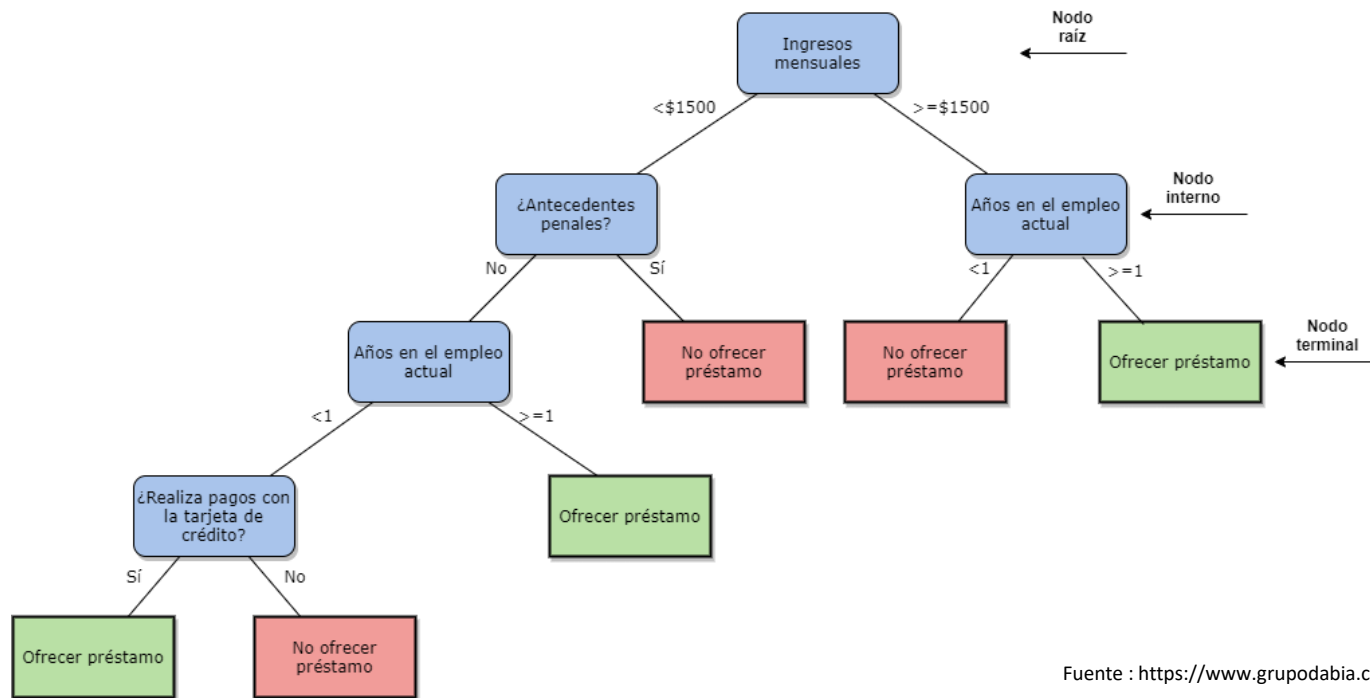 Nodo
raíz
Ingresos
mensuales
<$1500
>=$1500
¿Antecedentes
penales?
Años en el empleo
actual
Nodo
interno
No
Sí
<1
>=1
Años en el empleo
actual
No ofrecer
préstamo
No ofrecer
préstamo
Ofrecer préstamo
Nodo
terminal
<1
>=1
¿Realiza pagos con
la tarjeta de
crédito?
Ofrecer préstamo
Sí
No
Ofrecer préstamo
No ofrecer
préstamo
Fuente : https://www.grupodabia.c